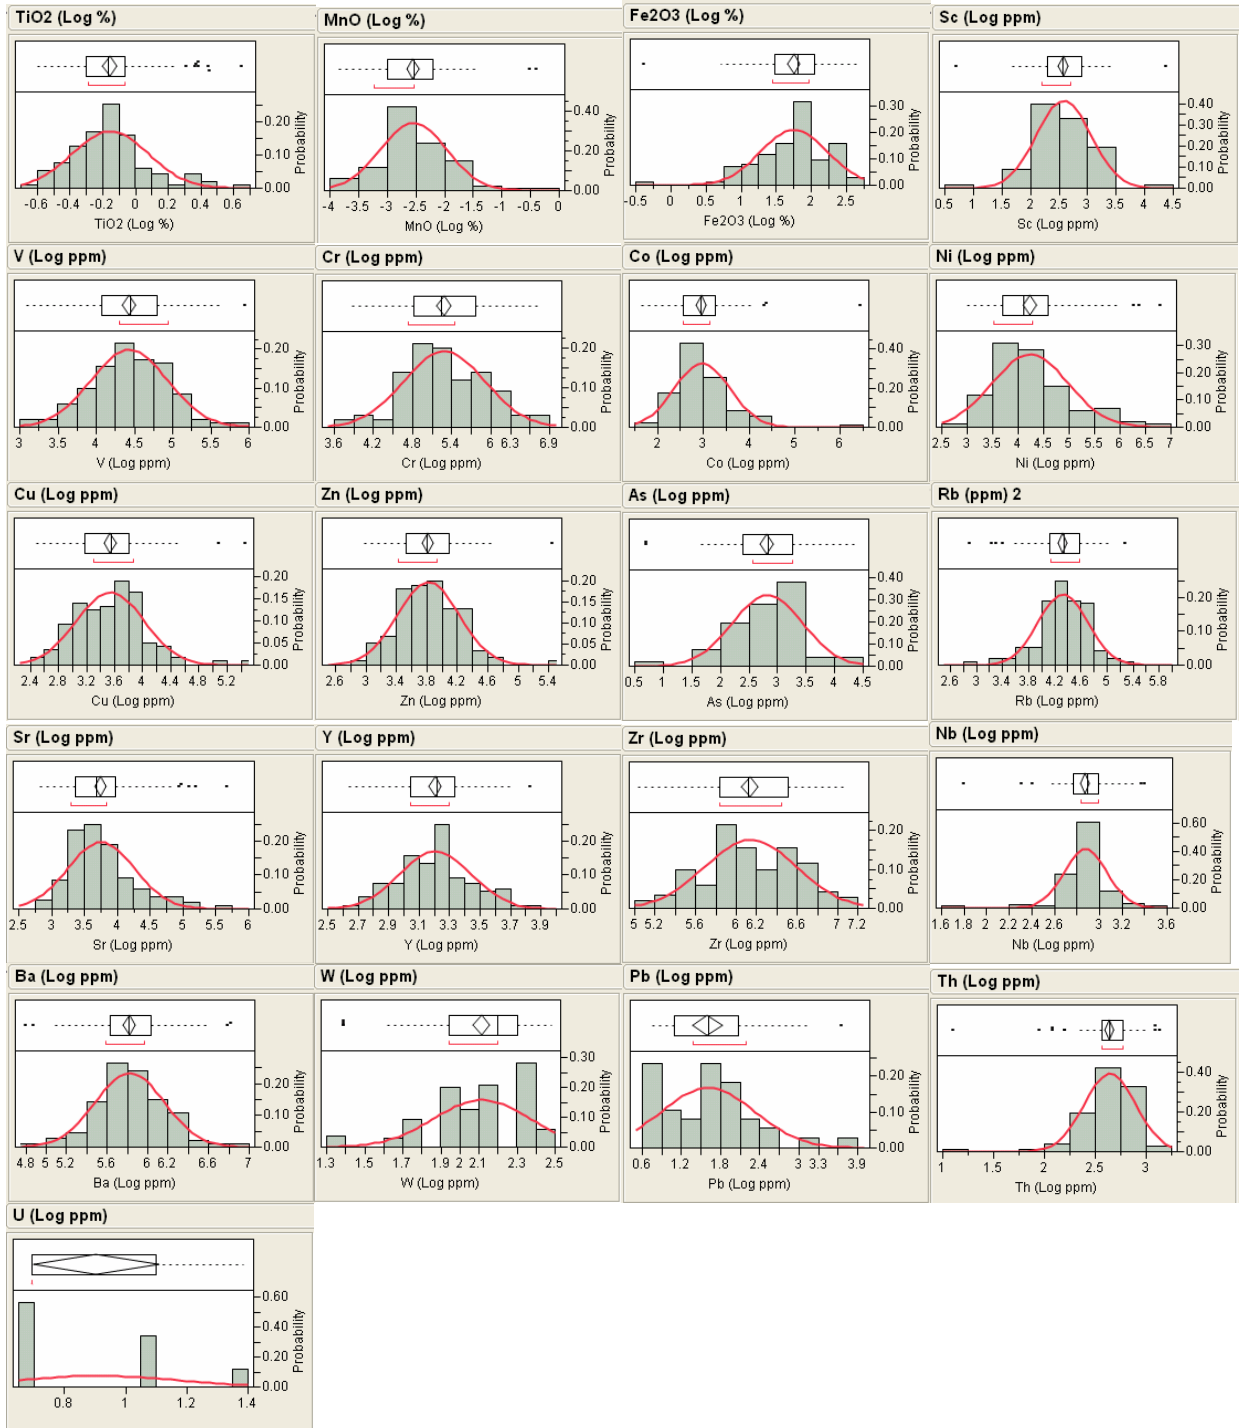 TiO2 (Log %)
0.20
0.10
0.00
Probability
-0.6 -0.4 -0.2 0 0.2 0.4 0.6
TiO2 (Log %)
MnO (Log %)
0.40
0.20
0.00
Probability
-4 -3 -2.5 -2 -1.5 -1 -0.5 0
MnO (Log %)
Fe2O3 (Log %)
0.30
0.20
0.10
0.00
Probability
-0.5 0 0.5 1 1.5 2 2.5
Fe2O3 (Log %)
Sc (Log ppm)
0.40
0.30
0.20
0.10
0.00
Probability
0.5 1 1.5 2 2.5 3 3.5 4 4.5
Sc (Log ppm)
V (Log ppm)
0.20
0.10
0.00
Probability
3 3.5 4 4.5 5 5.5 6
V (Log ppm)
Cr (Log ppm)
0.20
0.10
0.00
Probability
3.6 4.2 4.8 5.4 6 6.3 6.9
Cr (Log ppm)
Co (Log ppm)
0.40
0.20
0.00
Probability
2 3 4 5 6
Co (Log ppm)
Ni (Log ppm)
0.30
0.20
0.10
0.00
Probability
2.5 3 3.5 4 4.5 5 5.5 6 6.5 7
Ni (Log ppm)
Cu (Log ppm)
0.20
0.15
0.10
0.05
0.00
Probability
2.4 2.8 3.2 3.6 4 4.4 4.8 5.2
Cu (Log ppm)
Zn (Log ppm)
0.20
0.15
0.10
0.05
0.00
Probability
2.6 3 3.4 3.8 4.2 4.6 5 5.4
Zn (Log ppm)
As (Log ppm)
0.40
0.30
0.20
0.10
0.00
Probability
0.5 1 1.5 2 2.5 3 3.5 4 4.5
As (Log ppm)
Rb (ppm) 2
0.20
0.10
0.00
Probability
2.6 3 3.4 3.8 4.2 4.6 5 5.4 5.8
Rb (Log ppm)
Sr (Log ppm)
0.20
0.10
0.00
Probability
2.5 3 3.5 4 4.5 5 5.5 6
Sr (Log ppm)
Y (Log ppm)
0.20
0.10
0.00
Probability
2.5 2.7 2.9 3.1 3.3 3.5 3.7 3.9
Y (Log ppm)
Zr (Log ppm)
0.20
0.10
0.00
Probability
5 5.2 5.6 6 6.2 6.6 7 7.2
Zr (Log ppm)
Nb (Log ppm)
0.60
0.40
0.20
0.00
Probability
1.6 1.8 2 2.2 2.4 2.6 3 3.2 3.6
Nb (Log ppm)
Ba (Log ppm)
0.20
0.10
0.00
Probability
4.8 5 5.2 5.6 6 6.2 6.6 7
Ba (Log ppm)
W (Log ppm)
0.30
0.20
0.10
0.00
Probability
1.3 1.5 1.7 1.9 2 2.1 2.3 2.5
W (Log ppm)
Pb (Log ppm)
0.20
0.10
0.00
Probability
0.6 1.2 1.8 2.4 3 3.3 3.9
Pb (Log ppm)
Th (Log ppm)
0.40
0.20
0.00
Probability
1 1.5 2 2.5 3
Th (Log ppm)
U (Log ppm)
0.60
0.40
0.20
0.00
Probability
0.8 1 1.2 1.4